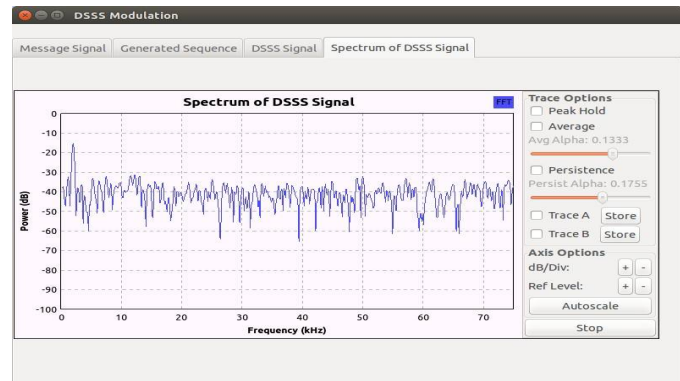 DSSS Modulation
Message Signal Generated Sequence DSSS Signal Spectrum of DSSS Signal
Spectrum of DSSS Signal
FFT
Power (dB)
0
-10
-20
-30
-40
-50
-60
-70
-80
-90
-100
0 10 20 30 40 50 60 70
Frequency (kHz)
Trace Options
Peak Hold
Average
Avg Alpha: 0.1333
Persistence
Persist Alpha: 0.1755
Trace A Store
Trace B Store
Axis Options
dB/Div: + -
Ref Level: + -
Autoscale
Stop